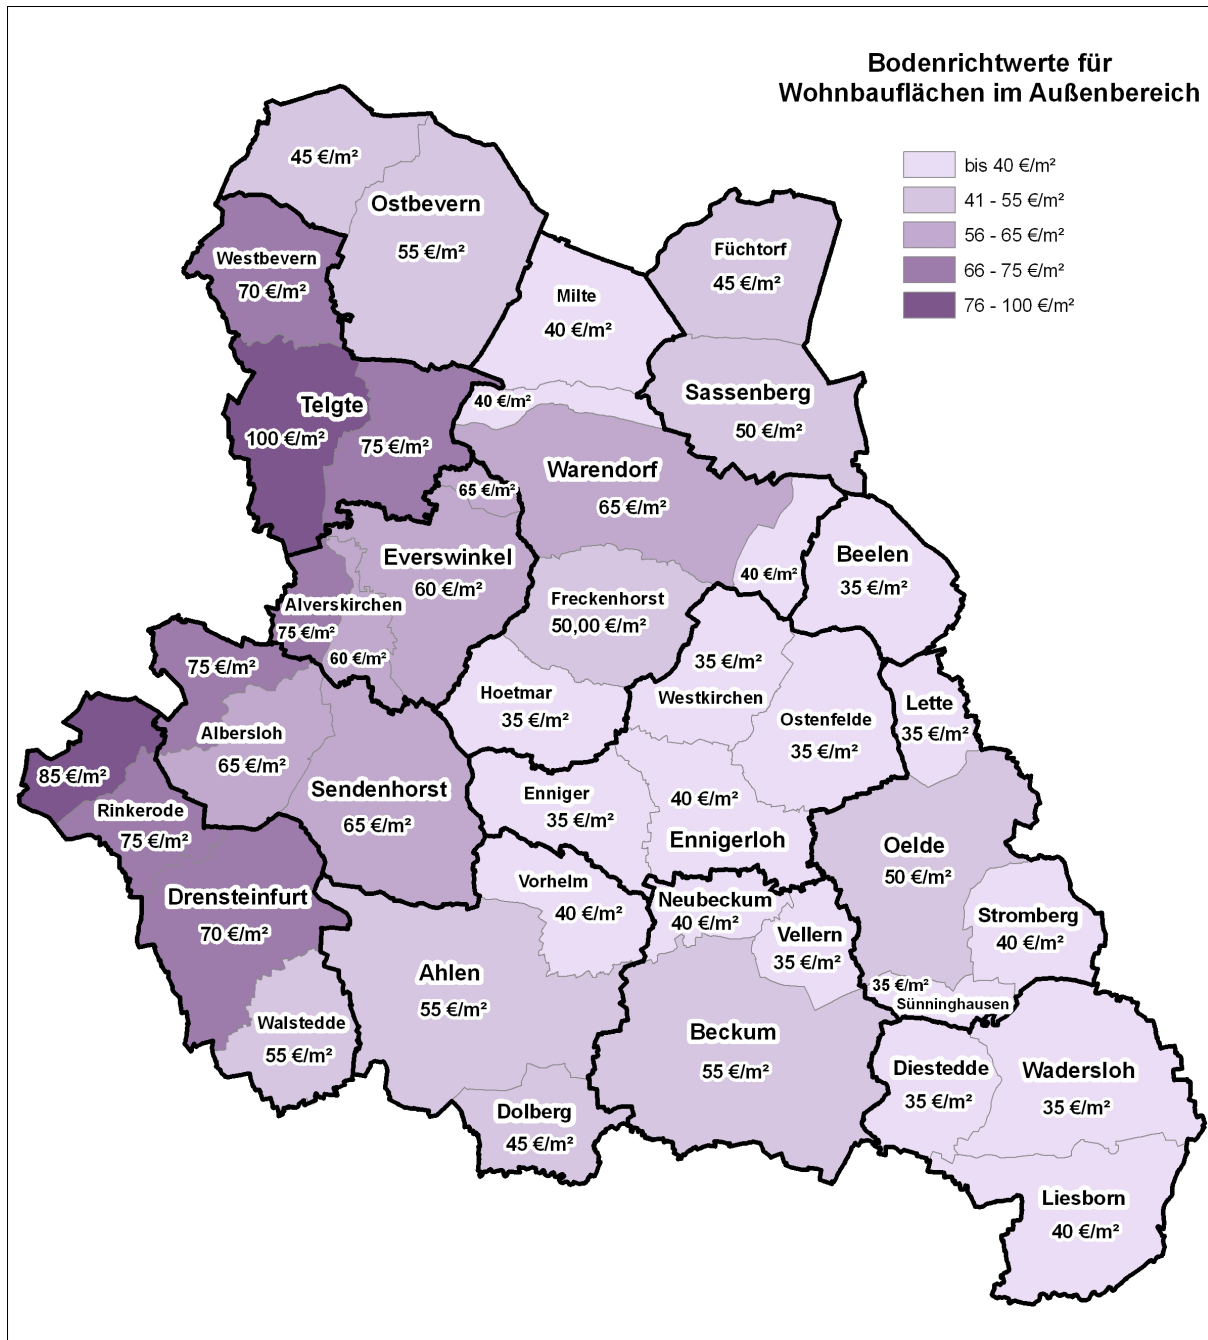 Bodenrichtwerte für
Wohnbauflächen im Außenbereich
bis 40 €/m²
41 - 55 €/m²
56 - 65 €/m²
66 - 75 €/m²
76 - 100 €/m²
45 €/m²
Ostbevern
55 €/m²
Westbevern
70 €/m²
Füchtorf
45 €/m²
Milte
40 €/m²
Telgte
100 €/m²
75 €/m²
40 €/m²
Sassenberg
50 €/m²
Warendorf
65 €/m²
65 €/m²
Everswinkel
60 €/m²
40 €/m²
Beelen
35 €/m²
Freckenhorst
50,00 €/m²
Alverskirchen
75 €/m²
60 €/m²
75 €/m²
Albersloh
65 €/m²
Hoetmar
35 €/m²
35 €/m²
Westkirchen
Ostenfelde
35 €/m²
Lette
35 €/m²
85 €/m²
Rinkerode
75 €/m²
Sendenhorst
65 €/m²
Enniger
35 €/m²
40 €/m²
Ennigerloh
Oelde
50 €/m²
Drensteinfurt
70 €/m²
Vorhelm
40 €/m²
Neubeckum
40 €/m²
Vellern
35 €/m²
Stromberg
40 €/m²
Ahlen
55 €/m²
35 €/m²
Sünninghausen
Walstedde
55 €/m²
Beckum
55 €/m²
Diestedde
35 €/m²
Wadersloh
35 €/m²
Dolberg
45 €/m²
Liesborn
40 €/m²